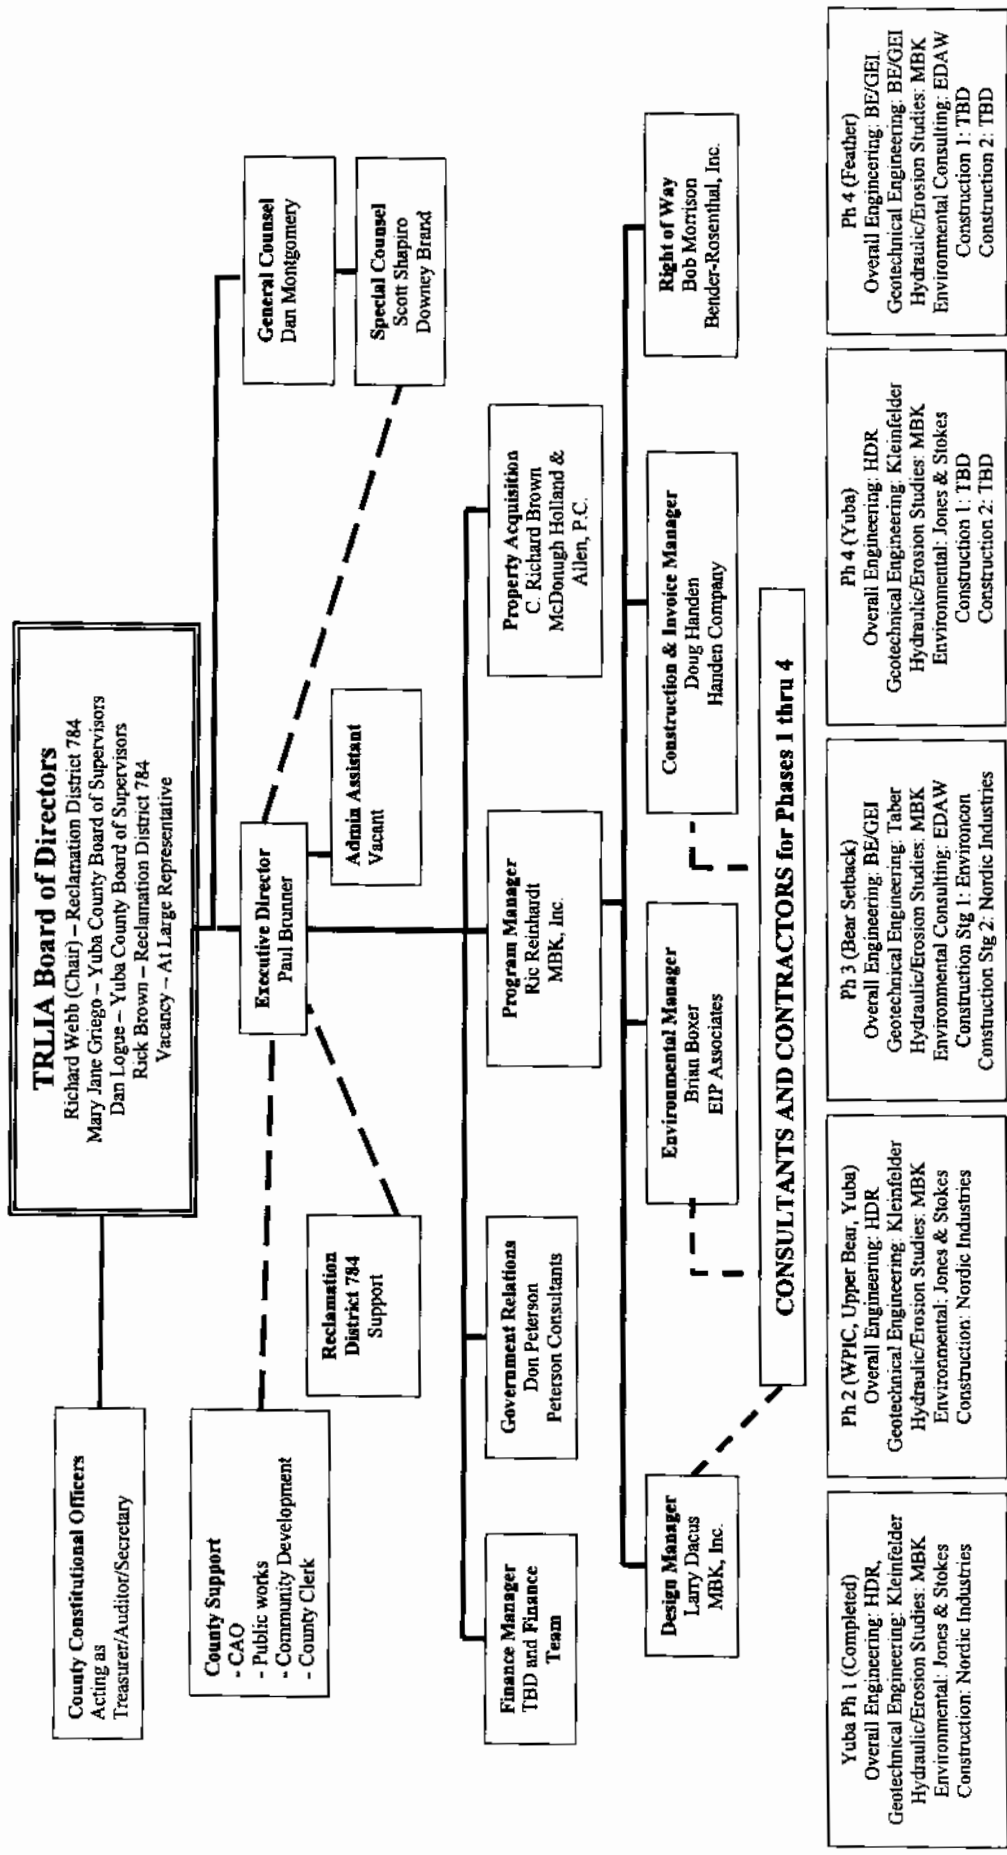 TRLIA Board of Directors
Richard Webb (Chair) – Reclamation District 784
Mary Jane Griego – Yuba County Board of Supervisors
Dan Logue – Yuba County Board of Supervisors
Rick Brown – Reclamation District 784
Vacancy – At Large Representative
County Constitutional Officers
Acting as
Treasurer/Auditor/Secretary
General Counsel
Dan Montgomery
Special Counsel
Scott Shapiro
Downey Brand
County Support
- CAO
- Public works
- Community Development
- County Clerk
Executive Director
Paul Brunner
Admin Assistant
Vacant
Reclamation
District 784
Support
Finance Manager
TBD and Finance
Team
Government Relations
Don Peterson
Peterson Consultants
Program Manager
Ric Reinhardt
MBK, Inc.
Property Acquisition
C. Richard Brown
McDonough Holland &
Allen, P.C.
Design Manager
Larry Dacus
MBK, Inc.
Environmental Manager
Brian Boxer
EIP Associates
Construction & Invoice Manager
Doug Handen
Handen Company
Right of Way
Bob Morrison
Bender-Rosenthal, Inc.
CONSULTANTS AND CONTRACTORS for Phases 1 thru 4
Yuba Ph 1 (Completed)
Overall Engineering: HDR,
Geotechnical Engineering: Kleinfelder
Hydraulic/Erosion Studies: MBK
Environmental: Jones & Stokes
Construction: Nordic Industries
Ph 2 (WPIC, Upper Bear, Yuba)
Overall Engineering: HDR
Geotechnical Engineering: Kleinfelder
Hydraulic/Erosion Studies: MBK
Environmental: Jones & Stokes
Construction: Nordic Industries
Ph 3 (Bear Setback)
Overall Engineering: BE/GEI
Geotechnical Engineering: Taber
Hydraulic/Erosion Studies: MBK
Environmental Consulting: EDAW
Construction Stg 1: Environcon
Construction Stg 2: Nordic Industries
Ph 4 (Yuba)
Overall Engineering: HDR
Geotechnical Engineering: Kleinfelder
Hydraulic/Erosion Studies: MBK
Environmental: Jones & Stokes
Construction 1: TBD
Construction 2: TBD
Ph 4 (Feather)
Overall Engineering: BE/GEI.
Geotechnical Engineering: BE/GEI
Hydraulic/Erosion Studies: MBK
Environmental Consulting: EDAW
Construction 1: TBD
Construction 2: TBD